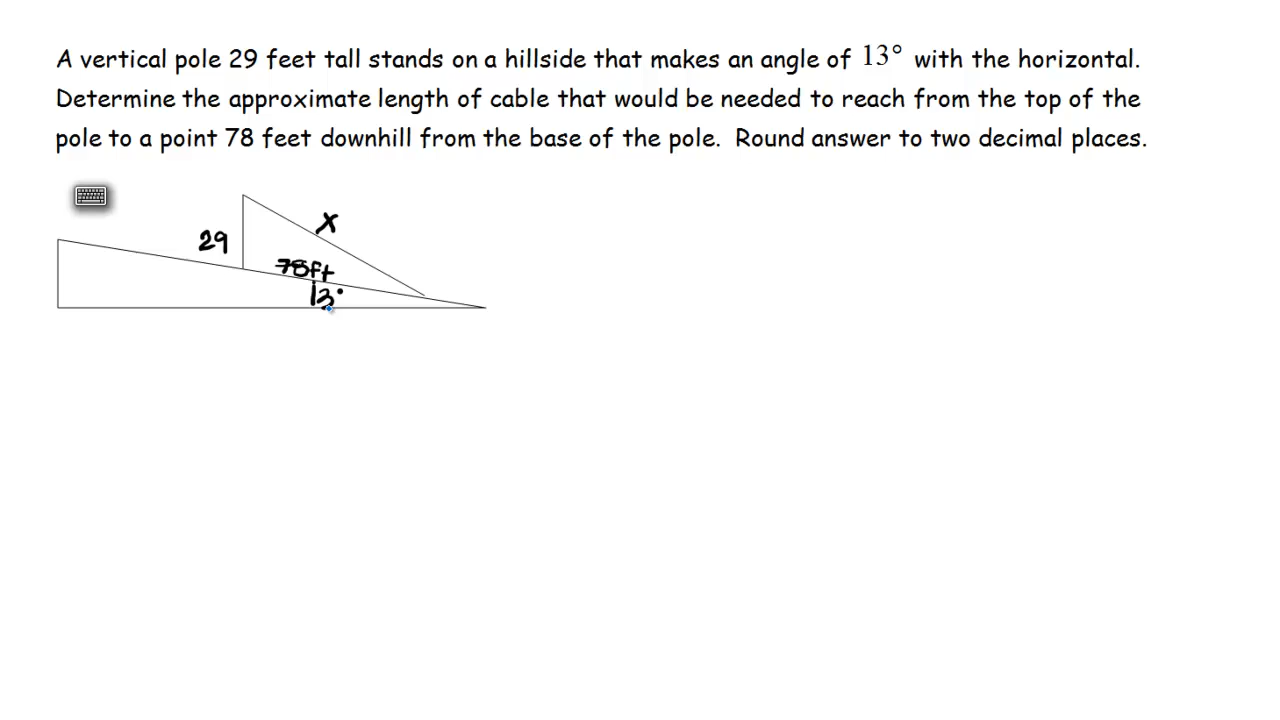 A vertical pole 29 feet tall stands on a hillside that makes an angle of 13° with the horizontal.
Determine the approximate length of cable that would be needed to reach from the top of the
pole to a point 78 feet downhill from the base of the pole. Round answer to two decimal places.
x
29
78ft
13°